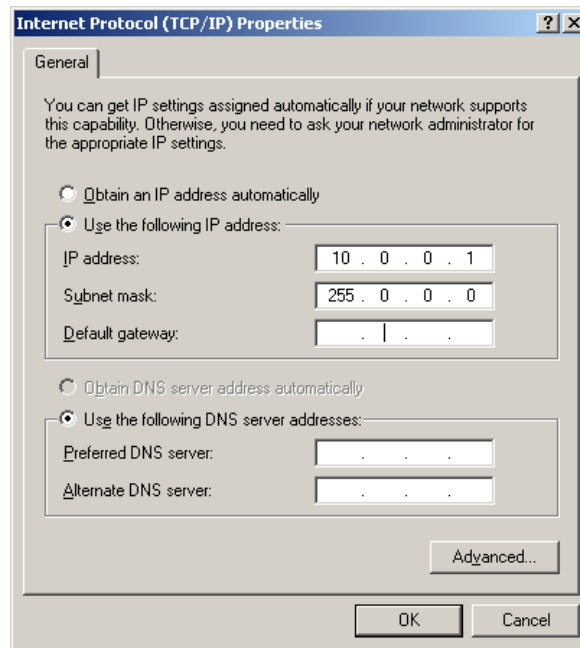 Internet Protocol (TCP/IP) Properties
General
You can get IP settings assigned automatically if your network supports
this capability. Otherwise, you need to ask your network administrator for
the appropriate IP settings.
Obtain an IP address automatically
Use the following IP address:
IP address: 10 . 0 . 0 . 1
Subnet mask: 255 . 0 . 0 . 0
Default gateway: . . .
Obtain DNS server address automatically
Use the following DNS server addresses:
Preferred DNS server: . . .
Alternate DNS server: . . .
Advanced...
OK Cancel